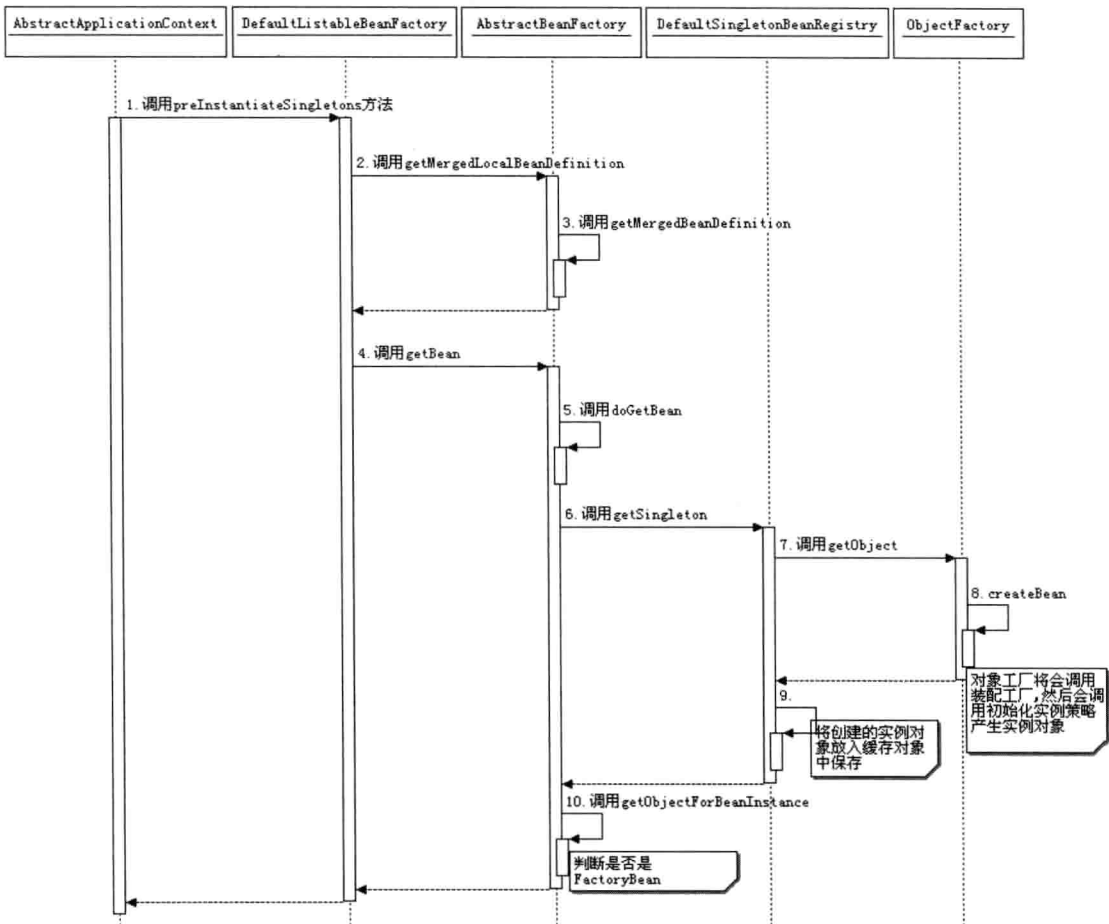 AbstractApplicationContext
DefaultListableBeanFactory
AbstractBeanFactory
DefaultSingletonBeanRegistry
ObjectFactory
1.调用preInstantiateSingletons方法
2.调用getMergedLocalBeanDefinition
3.调用getMergedBeanDefinition
4.调用getBean
5.调用doGetBean
6.调用getSingleton
7.调用getObject
8.createBean
对象工厂将会调用
装配工厂,然后会调
用初始化实例策略
产生实例对象
9.
将创建的实例对
象放入缓存对象
中保存
10.调用getObjectForBeanInstance
判断是否是
FactoryBean